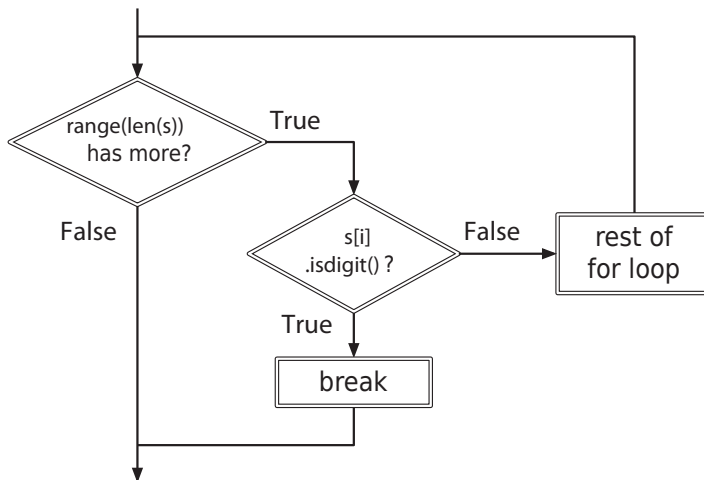 range(len(s))
has more?
True
False
s[i]
.isdigit() ?
False
rest of
for loop
True
break